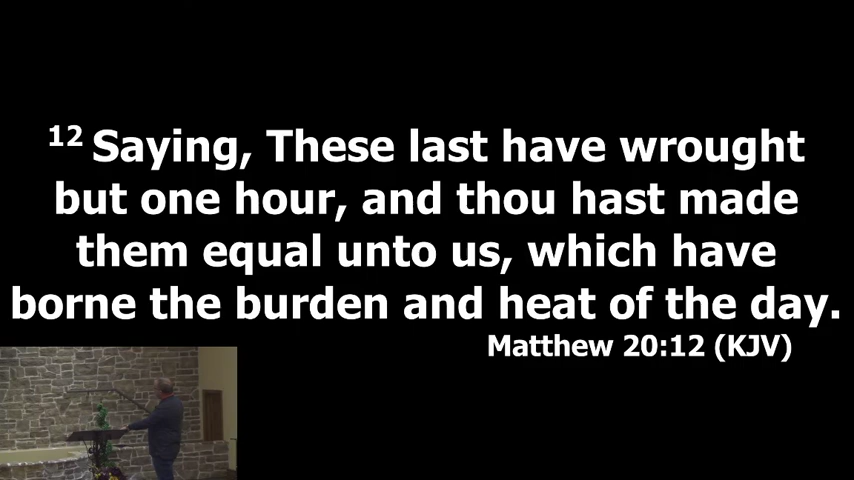 12 Saying, These last have wrought
but one hour, and thou hast made
them equal unto us, which have
borne the burden and heat of the day.
Matthew 20:12 (KJV)